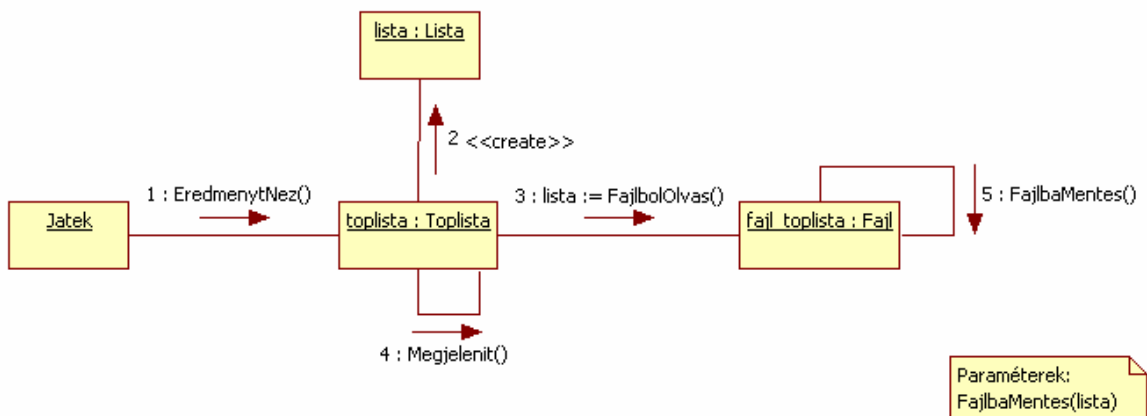 lista : Lista
2 <<create>>
1 : EredmenytNez()
3 : lista := FajlbolOlvas()
5 : FajlbaMentes()
Jatek
toplista : Toplista
fajl_toplista : Fajl
4 : Megjelenit()
Paraméterek:
FajlbaMentes(lista)